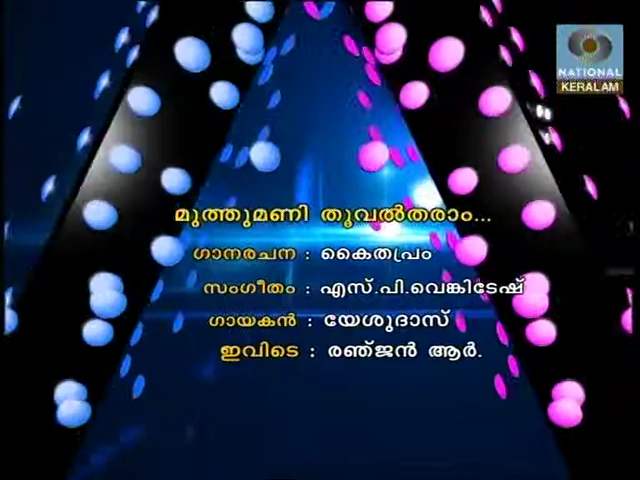 NATIONAL
KERALAM
മുത്തുമണി തൂവൽതരാം...
ഗാനരചന : കൈതപ്രം
സംഗീതം : എസ്.പി.വെങ്കിടേഷ്
ഗായകൻ : യേശുദാസ്
ഇവിടെ : രഞ്ജൻ ആർ.